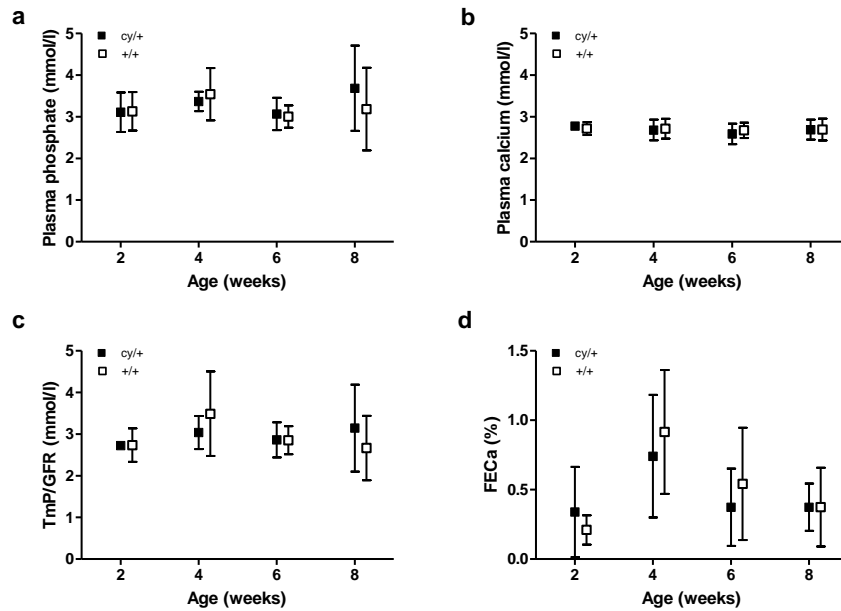 a
cy/+
+/+
Plasma phosphate (mmol/l)
5
4
3
2
1
0
2 4 6 8
Age (weeks)
b
cy/+
+/+
Plasma calcium (mmol/l)
5
4
3
2
1
0
2 4 6 8
Age (weeks)
c
cy/+
+/+
TmP/GFR (mmol/l)
5
4
3
2
1
0
2 4 6 8
Age (weeks)
d
cy/+
+/+
FECa (%)
1.5
1.0
0.5
0.0
2 4 6 8
Age (weeks)